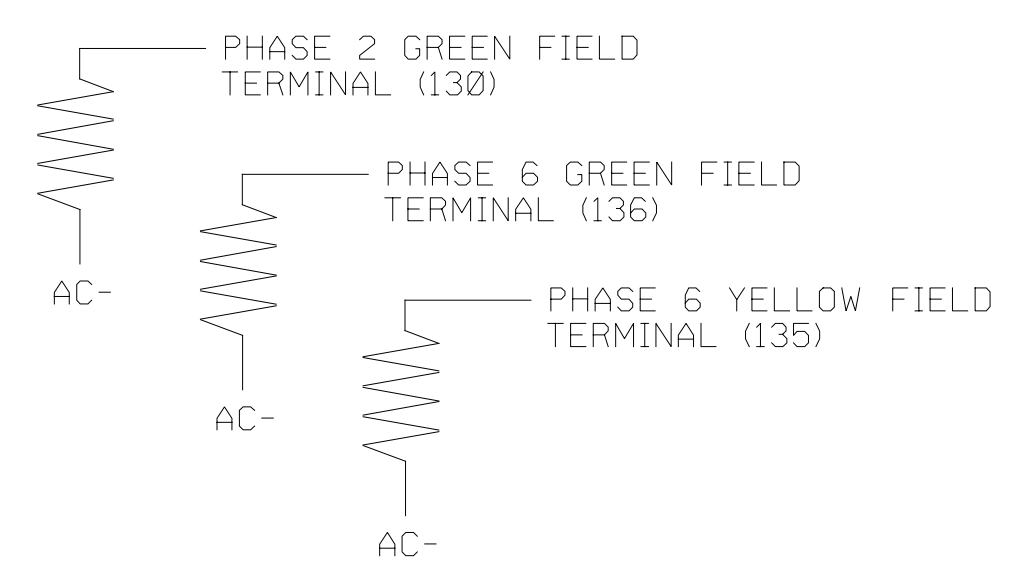 PHASE 2 GREEN FIELD
TERMINAL (130)
AC-
PHASE 6 GREEN FIELD
TERMINAL (136)
AC-
PHASE 6 YELLOW FIELD
TERMINAL (135)
AC-